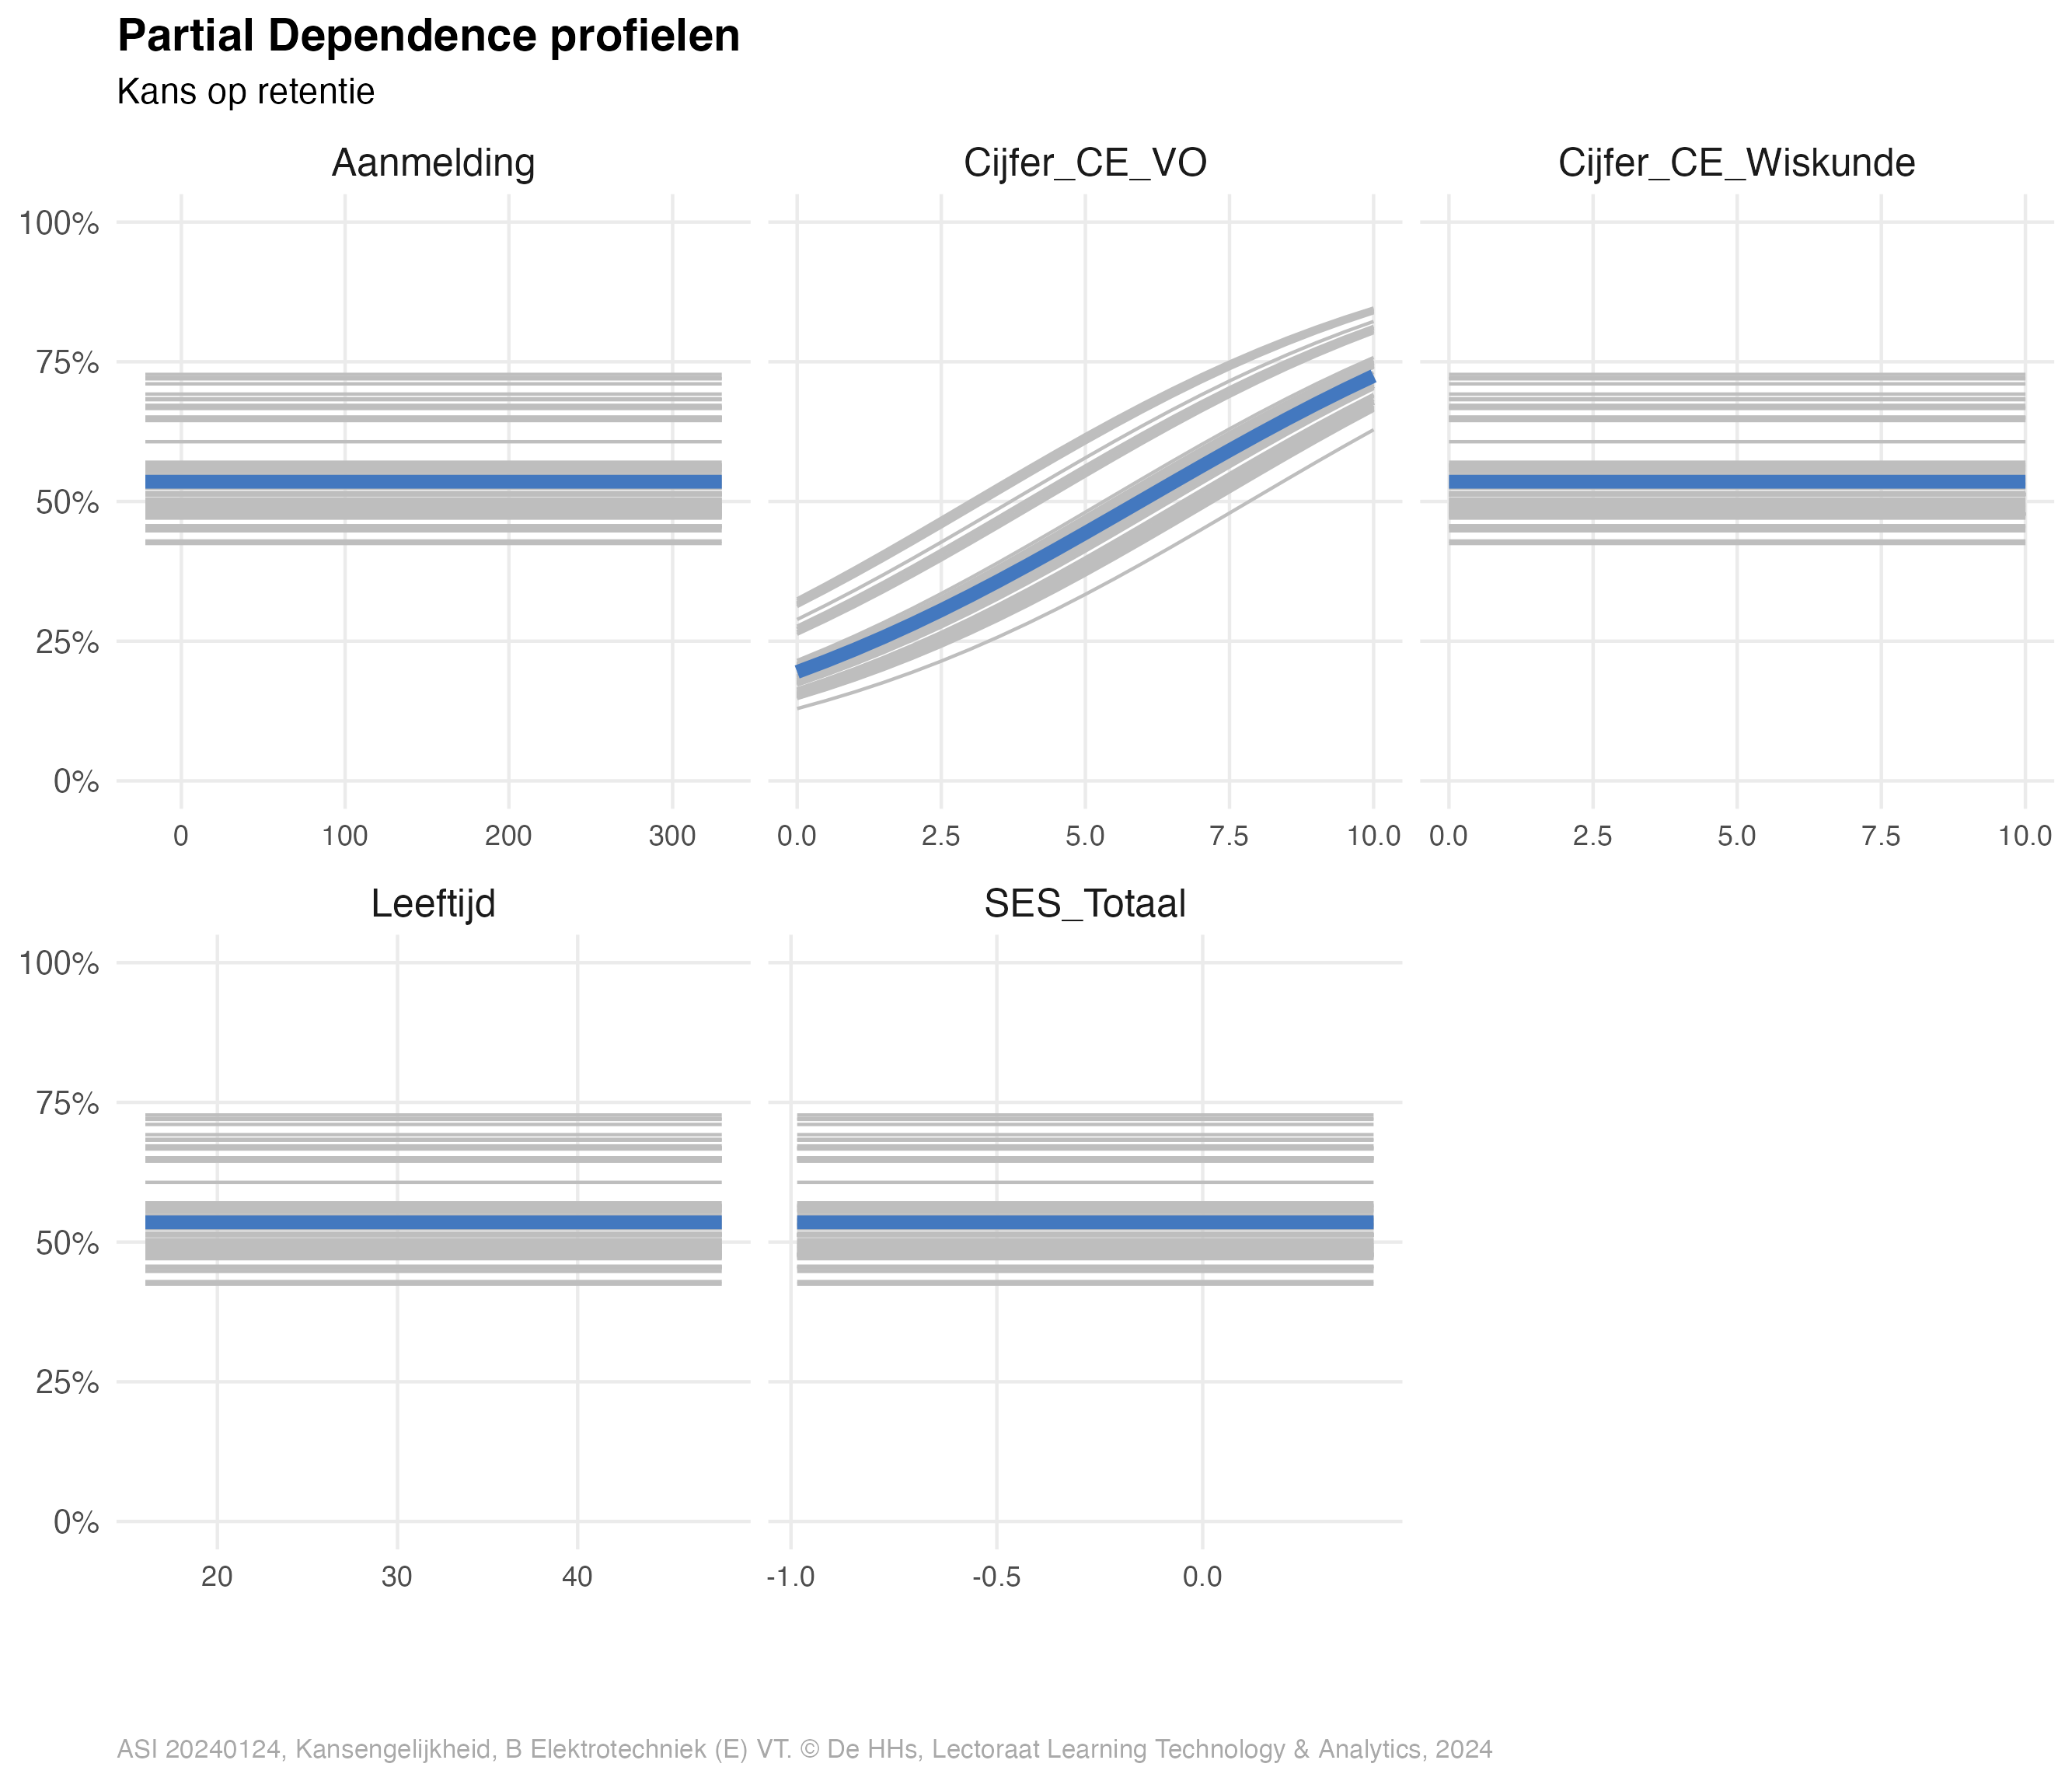 Partial Dependence profielen
Kans op retentie
Aanmelding Cijfer_CE_VO Cijfer_CE_Wiskunde
100%
75%
50%
25%
0%
0 100 200 300 0.0 2.5 5.0 7.5 10.0 0.0 2.5 5.0 7.5 10.0
Leeftijd SES_Totaal
100%
75%
50%
25%
0%
20 30 40 -1.0 -0.5 0.0
ASI 20240124, Kansengelijkheid, B Elektrotechniek (E) VT. © De HHs, Lectoraat Learning Technology & Analytics, 2024